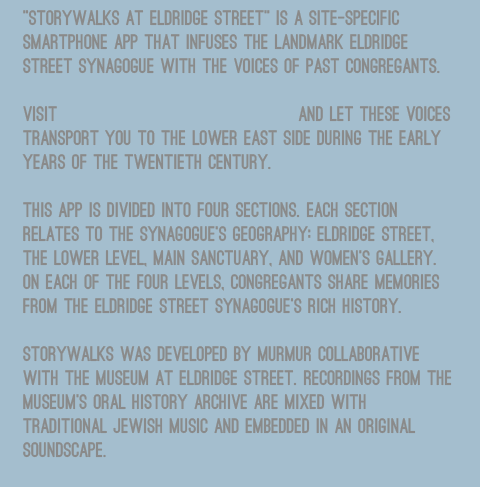 "STORYWALKS AT ELDRIDGE STREET" IS A SITE-SPECIFIC
SMARTPHONE APP THAT INFUSES THE LANDMARK ELDRIDGE
STREET SYNAGOGUE WITH THE VOICES OF PAST CONGREGANTS.
VISIT AND LET THESE VOICES
TRANSPORT YOU TO THE LOWER EAST SIDE DURING THE EARLY
YEARS OF THE TWENTIETH CENTURY.
THIS APP IS DIVIDED INTO FOUR SECTIONS. EACH SECTION
RELATES TO THE SYNAGOGUE'S GEOGRAPHY: ELDRIDGE STREET,
THE LOWER LEVEL, MAIN SANCTUARY, AND WOMEN'S GALLERY.
ON EACH OF THE FOUR LEVELS, CONGREGANTS SHARE MEMORIES
FROM THE ELDRIDGE STREET SYNAGOGUE'S RICH HISTORY.
STORYWALKS WAS DEVELOPED BY MURMUR COLLABORATIVE
WITH THE MUSEUM AT ELDRIDGE STREET. RECORDINGS FROM THE
MUSEUM'S ORAL HISTORY ARCHIVE ARE MIXED WITH
TRADITIONAL JEWISH MUSIC AND EMBEDDED IN AN ORIGINAL
SOUNDSCAPE.